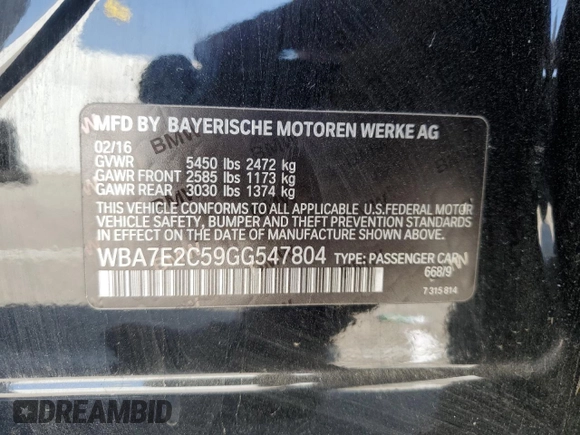 MFD BY BAYERISCHE MOTOREN WERKE AG
02/16
GVWR 5450 lbs 2472 kg
GAWR FRONT 2585 lbs 1173 kg
GAWR REAR 3030 lbs 1374 kg
THIS VEHICLE CONFORMS TO ALL APPLICABLE U.S.FEDERAL MOTOR
VEHICLE SAFETY, BUMPER AND THEFT PREVENTION STANDARDS
IN EFFECT ON THE DATE OF MANUFACTURE SHOWN ABOVE.
WBA7E2C59GG547804 TYPE: PASSENGER CAR
668/9
7 315 814
DREAMBID